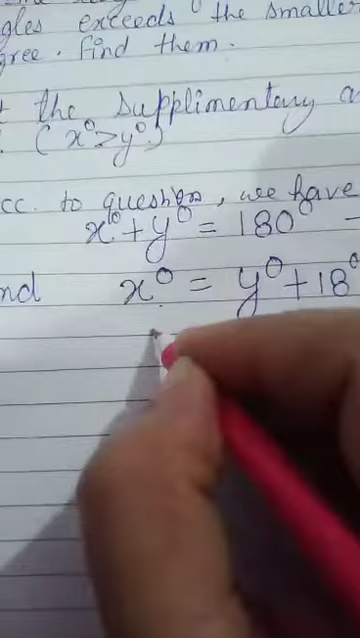 gles exceeds the smaller
gree. find them.
the supplimentary a
(x°>y°)
cc. to question, we have
x°+y° = 180° -
nd x° = y°+18°